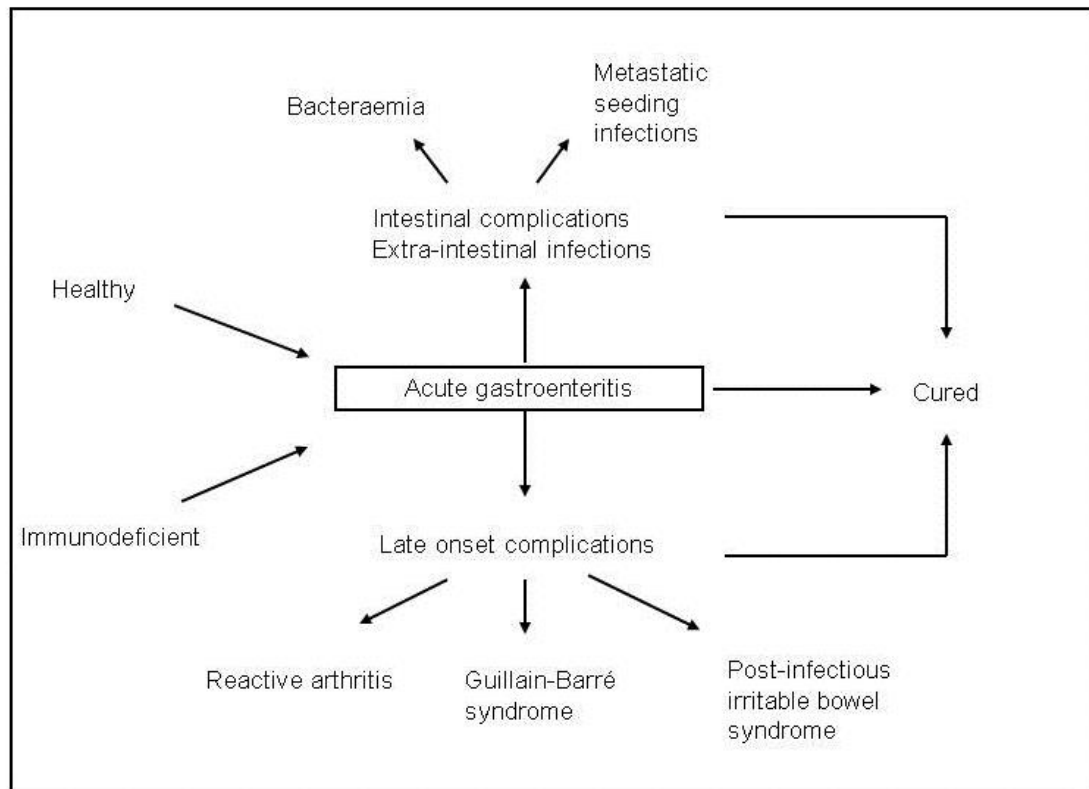 Bacteraemia
Metastatic
seeding
infections
Intestinal complications
Extra-intestinal infections
Healthy
Acute gastroenteritis
Cured
Immunodeficient
Late onset complications
Reactive arthritis
Guillain-Barré
syndrome
Post-infectious
irritable bowel
syndrome